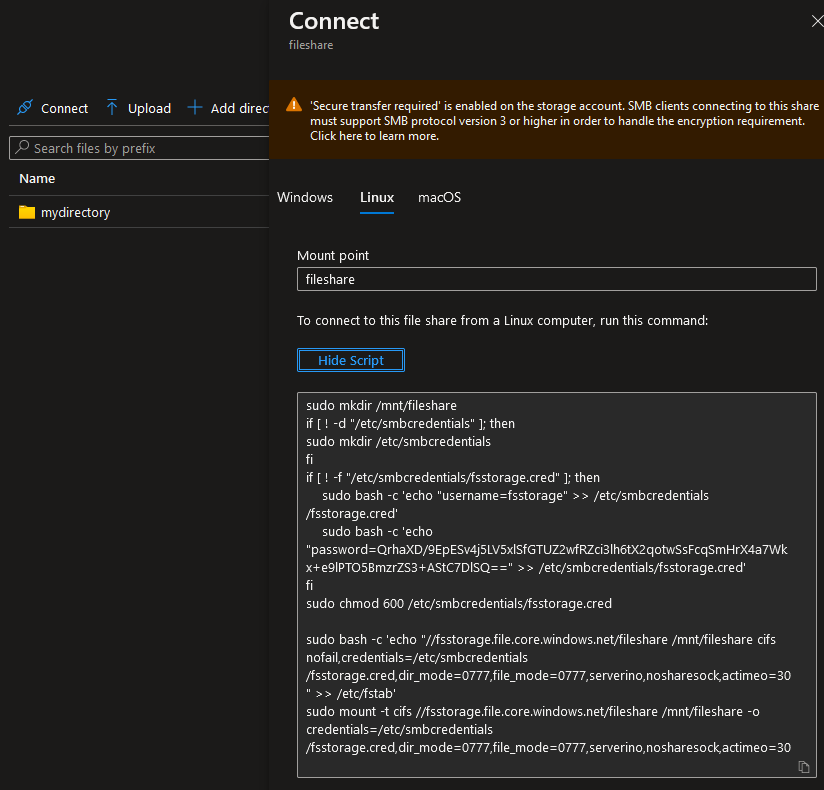 Connect
fileshare
Connect
Upload
Add direc
Search files by prefix
Name
mydirectory
'Secure transfer required' is enabled on the storage account. SMB clients connecting to this share
must support SMB protocol version 3 or higher in order to handle the encryption requirement.
Click here to learn more.
Windows
Linux
macOS
Mount point
fileshare
To connect to this file share from a Linux computer, run this command:
Hide Script
sudo mkdir /mnt/fileshare
if [ ! -d "/etc/smbcredentials" ]; then
sudo mkdir /etc/smbcredentials
fi
if [ ! -f "/etc/smbcredentials/fsstorage.cred" ]; then
sudo bash -c 'echo "username=fsstorage" >> /etc/smbcredentials
/fsstorage.cred'
sudo bash -c 'echo
"password=QrhaXD/9EpESv4j5LV5xlSfGTUZ2wfRZci3lh6tX2qotwSsFcqSmHrX4a7Wk
x+e9lPTO5BmzrZS3+AStC7DlSQ==" >> /etc/smbcredentials/fsstorage.cred'
fi
sudo chmod 600 /etc/smbcredentials/fsstorage.cred
sudo bash -c 'echo "//fsstorage.file.core.windows.net/fileshare /mnt/fileshare cifs
nofail,credentials=/etc/smbcredentials
/fsstorage.cred,dir_mode=0777,file_mode=0777,serverino,nosharesock,actimeo=30
" >> /etc/fstab'
sudo mount -t cifs //fsstorage.file.core.windows.net/fileshare /mnt/fileshare -o
credentials=/etc/smbcredentials
/fsstorage.cred,dir_mode=0777,file_mode=0777,serverino,nosharesock,actimeo=30